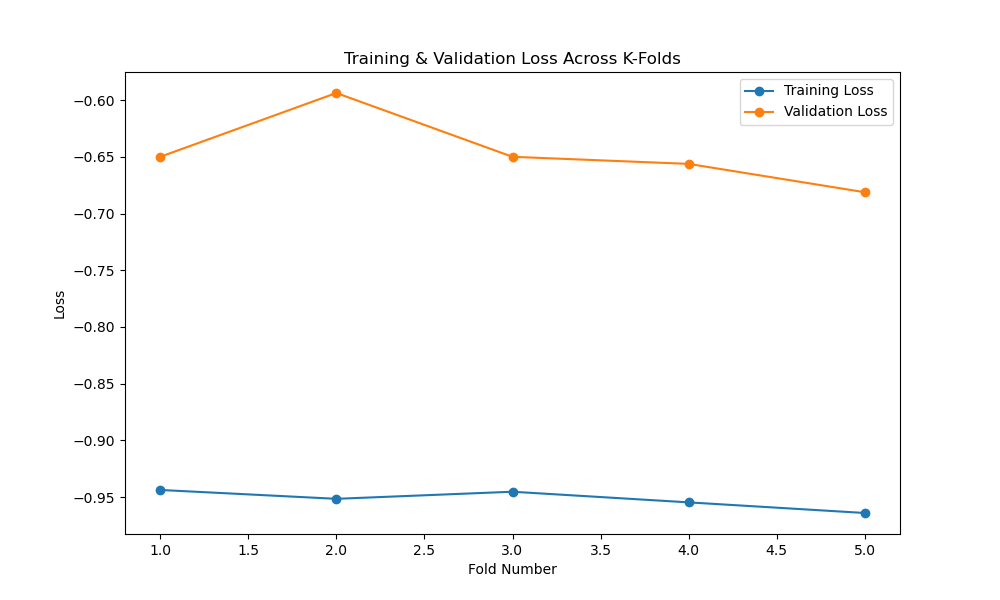 Training & Validation Loss Across K-Folds
Training Loss
Validation Loss
−0.60
−0.65
−0.70
−0.75
−0.80
−0.85
−0.90
−0.95
Loss
1.0 1.5 2.0 2.5 3.0 3.5 4.0 4.5 5.0
Fold Number